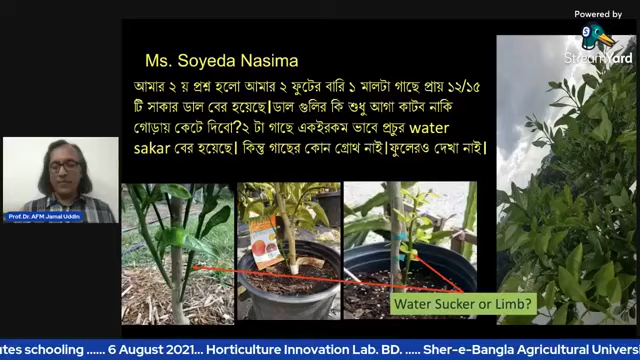 Powered by
StreamYard
Ms. Soyeda Nasima
আমার ২ য় প্রশ্ন হলো আমার ২ ফুটের বারি ১ মালটা গাছে প্রায় ১২/১৫
টি সাকার ডাল বের হয়েছে।ডাল গুলির কি শুধু আগা কাটব নাকি
গোড়ায় কেটে দিবো?২ টা গাছে একইরকম ভাবে প্রচুর water
sakar বের হয়েছে। কিন্তু গাছের কোন গ্রোথ নাই।ফুলেরও দেখা নাই।
Prof.Dr. AFM Jamal Uddin
Water Sucker or Limb?
utes schooling ...... 6 August 2021... Horticulture Innovation Lab. BD. ..... Sher-e-Bangla Agricultural Univers